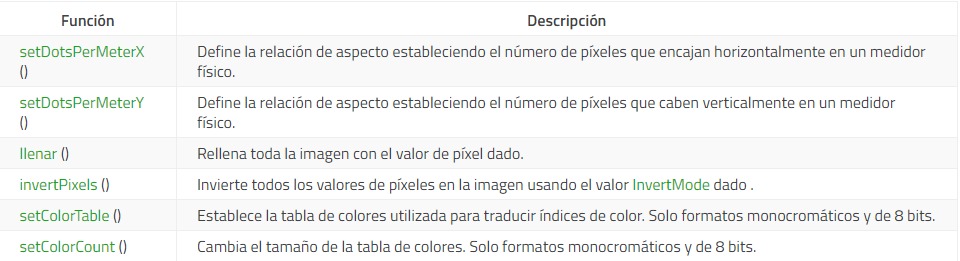 Función Descripción
setDotsPerMeterX Define la relación de aspecto estableciendo el número de píxeles que encajan horizontalmente en un medidor
() físico.
setDotsPerMeterY Define la relación de aspecto estableciendo el número de píxeles que caben verticalmente en un medidor
() físico.
llenar () Rellena toda la imagen con el valor de píxel dado.
invertPixels () Invierte todos los valores de píxeles en la imagen usando el valor InvertMode dado .
setColorTable () Establece la tabla de colores utilizada para traducir índices de color. Solo formatos monocromáticos y de 8 bits.
setColorCount () Cambia el tamaño de la tabla de colores. Solo formatos monocromáticos y de 8 bits.